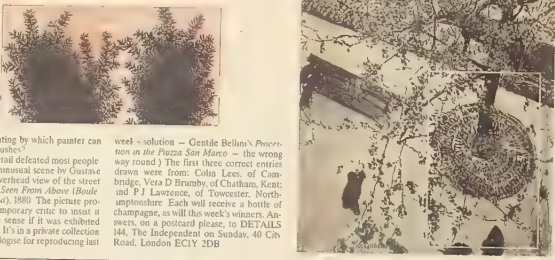 ting by which painter can
ushes?
tail defeated most people
unusual scene by Gustave
verhead view of the street
Seen From Above (Boule
), 1880 The picture pro-
mporary critic to insist it
sense if it was exhibited
It's in a private collection
logise for reproducing last
week - solution – Gentile Bellini's Proces-
sion in the Piazza San Marco – the wrong
way round ) The first three correct entries
drawn were from: Colin Lees, of Cam-
bridge, Vera D Brumby, of Chatham, Kent;
and P J Lawrence, of Towcester, North-
amptonshire Each will receive a bottle of
champagne, as will this week's winners. An-
swers, on a postcard please, to DETAILS
144, The Independent on Sunday, 40 City
Road, London EC1Y 2DB